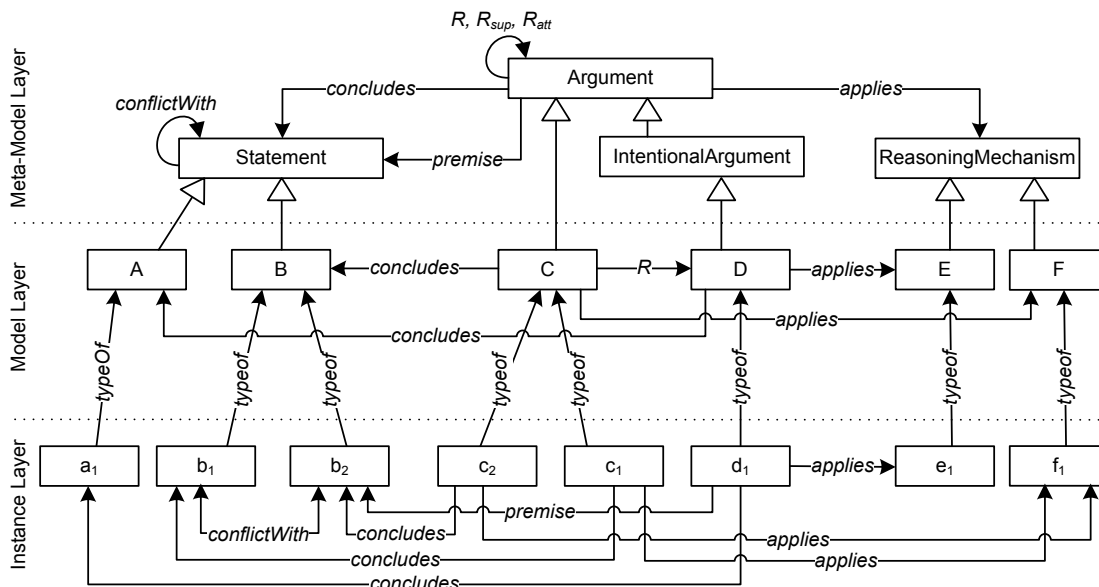 R, R_sup, R_att
Argument
concludes
applies
conflictWith
Statement
premise
IntentionalArgument
ReasoningMechanism
Meta-Model Layer
A
B
concludes
C
R
D
applies
E
F
applies
concludes
Model Layer
typeOf
typeof
typeof
typeof
typeof
typeof
typeof
typeof
a1
b1
b2
c2
c1
d1
applies
e1
f1
premise
conflictWith
concludes
applies
concludes
applies
concludes
Instance Layer